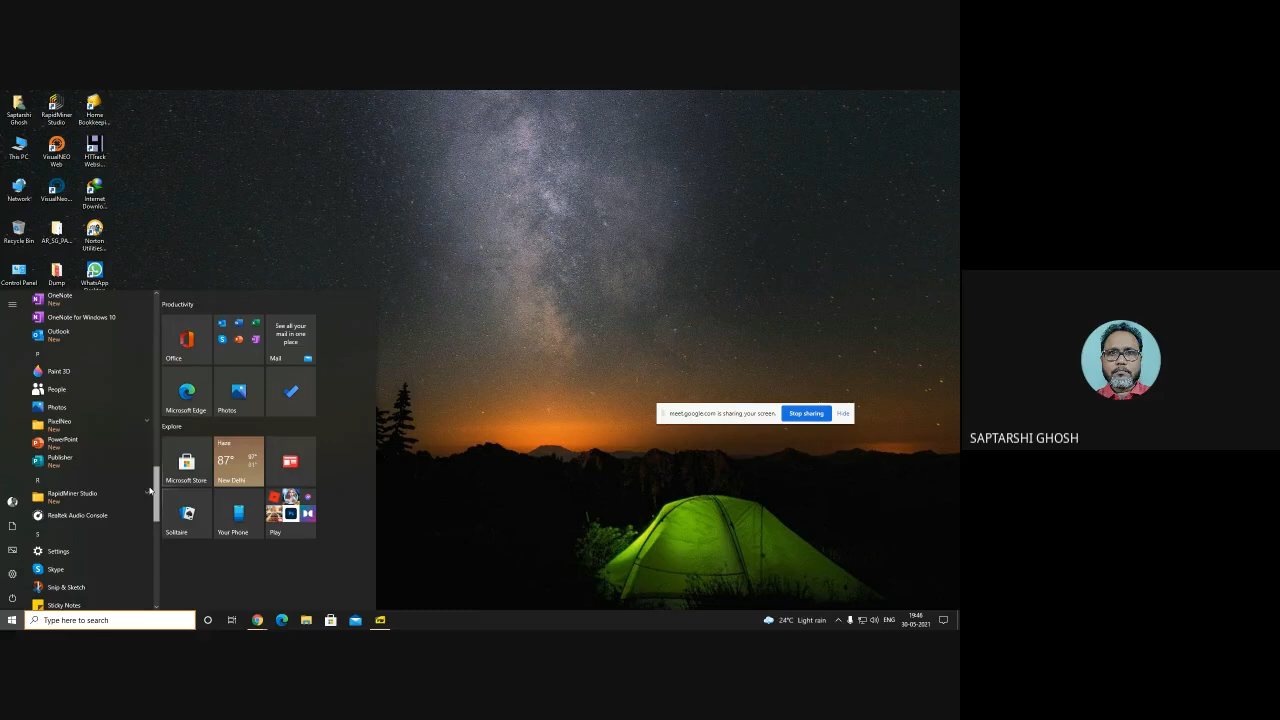 Saptarshi
Ghosh
RapidMiner
Studio
Home
Bookkeepi...
This PC
VisualNEO
Web
HTTrack
Websi...
Network
VisualNeo...
Internet
Downlo...
Recycle Bin
AR_SG_PA...
Norton
Utilities...
Control Panel
Dump
WhatsApp
OneNote
New
OneNote for Windows 10
Outlook
New
P
Paint 3D
People
Photos
PixelNeo
New
PowerPoint
New
Publisher
New
R
RapidMiner Studio
New
Realtek Audio Console
S
Settings
Skype
Snip & Sketch
Sticky Notes
Productivity
Office
See all your
mail in one
place
Mail
Microsoft Edge
Photos
Explore
Microsoft Store
Haze
87°
New Delhi
Solitaire
Your Phone
Play
meet.google.com is sharing your screen.
Stop sharing
Hide
Type here to search
24°C Light rain
ENG
19:46
30-05-2021
SAPTARSHI GHOSH